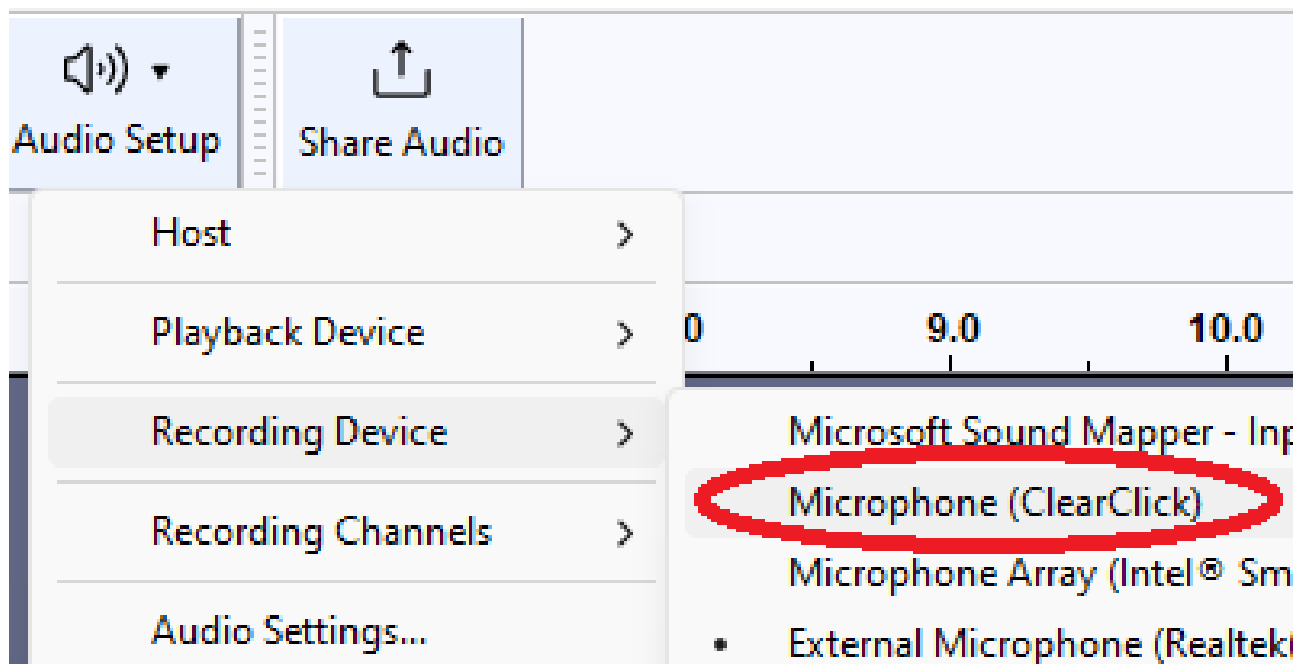 Audio Setup
Share Audio
Host
Playback Device
0 9.0 10.0
Recording Device
Microsoft Sound Mapper - Inp
Microphone (ClearClick)
Recording Channels
Microphone Array (Intel® Sm
Audio Settings...
• External Microphone (Realtek(